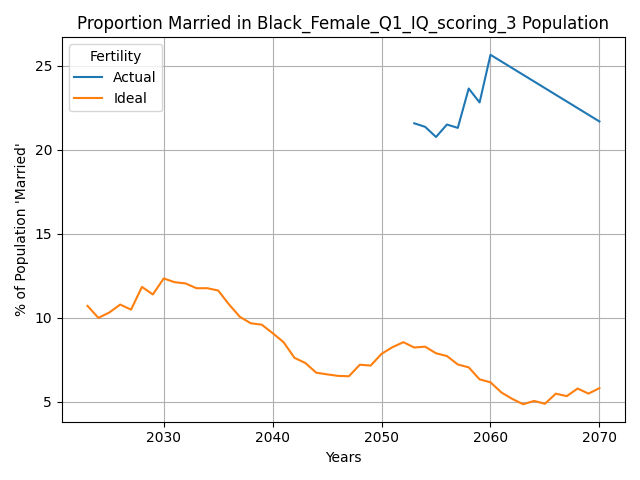 Proportion Married in Black_Female_Q1_IQ_scoring_3 Population
Fertility
Actual
Ideal
% of Population 'Married'
25
20
15
10
5
2030
2040
2050
2060
2070
Years